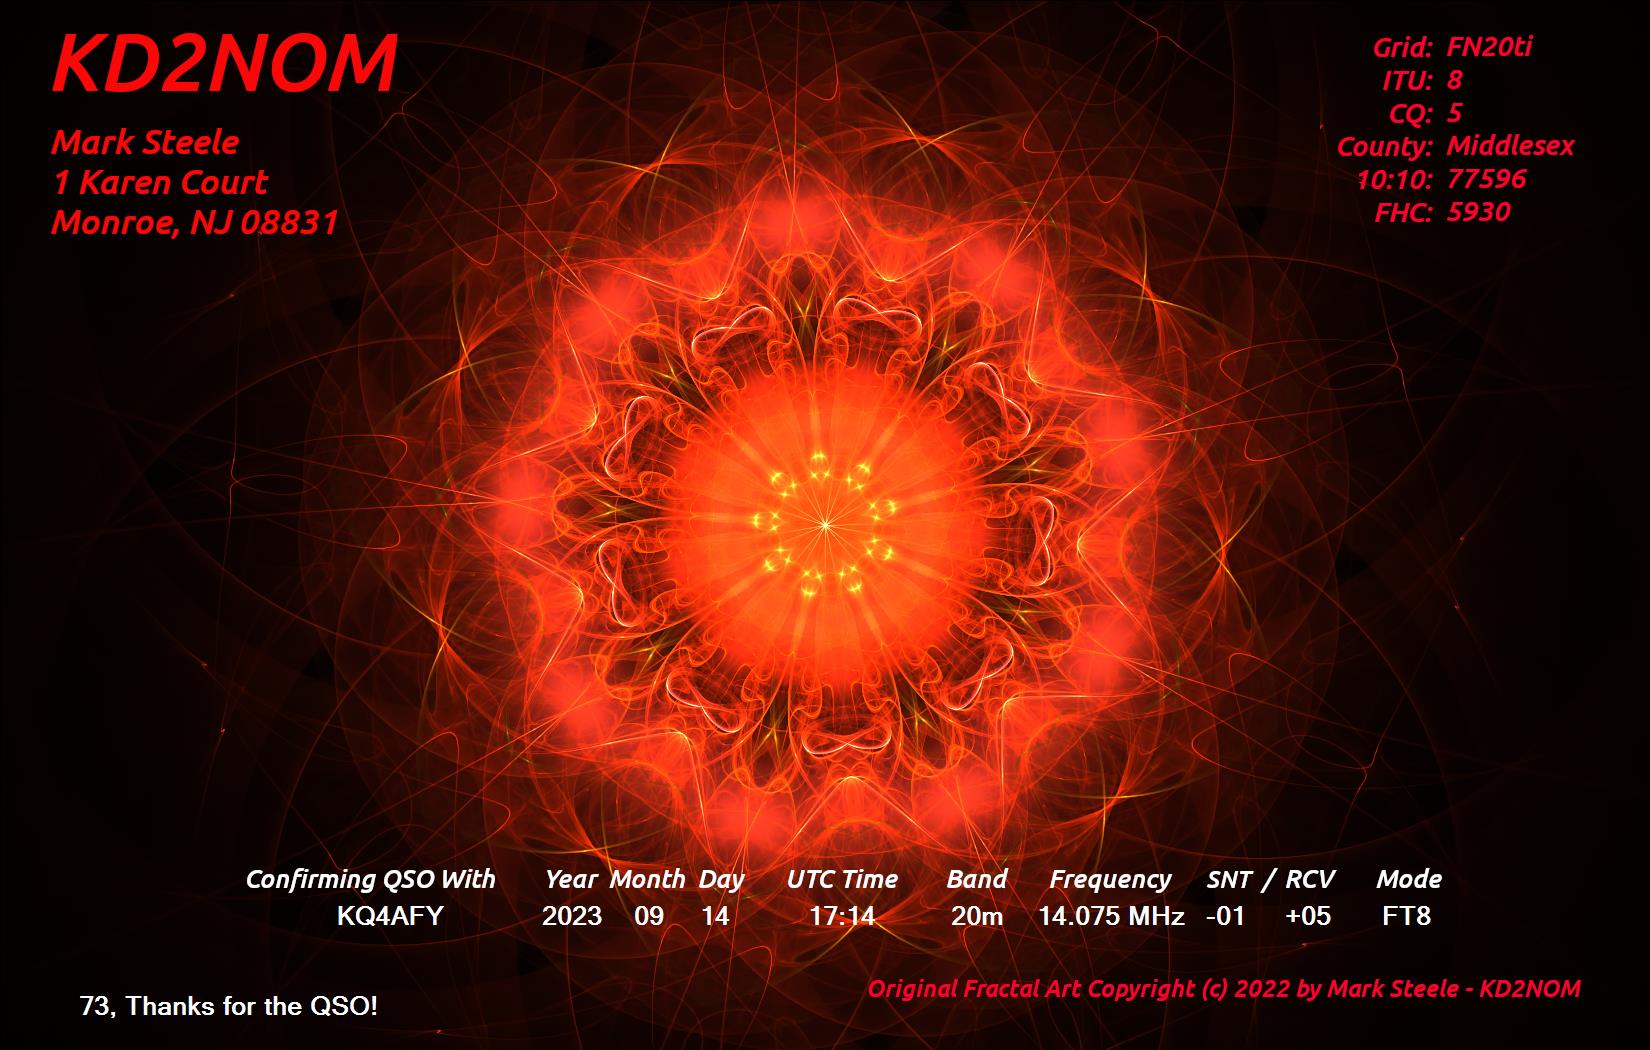 KD2NOM
Mark Steele
1 Karen Court
Monroe, NJ 08831
Grid: FN20ti
ITU: 8
CQ: 5
County: Middlesex
10:10: 77596
FHC: 5930
Confirming QSO With Year Month Day UTC Time Band Frequency SNT / RCV Mode
KQ4AFY 2023 09 14 17:14 20m 14.075 MHz -01 +05 FT8
Original Fractal Art Copyright (c) 2022 by Mark Steele - KD2NOM
73, Thanks for the QSO!